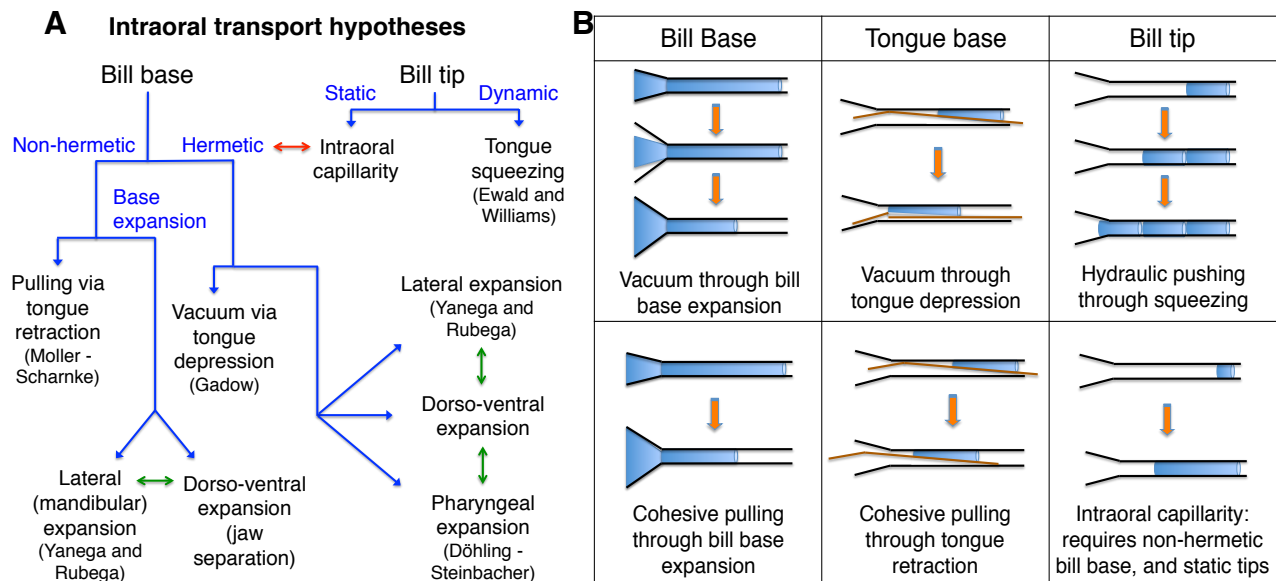 A
Intraoral transport hypotheses
Bill base
Bill tip
Static
Dynamic
Non-hermetic
Hermetic
Intraoral
capillarity
Tongue
squeezing
(Ewald and
Williams)
Base
expansion
Pulling via
tongue
retraction
(Moller -
Scharnke)
Vacuum via
tongue
depression
(Gadow)
Lateral expansion
(Yanega and
Rubega)
Dorso-ventral
expansion
Pharyngeal
expansion
(Döhling -
Steinbacher)
Lateral
(mandibular)
expansion
(Yanega and
Rubega)
Dorso-ventral
expansion
(jaw
separation)
B
Bill Base
Tongue base
Bill tip
Vacuum through bill
base expansion
Vacuum through
tongue depression
Hydraulic pushing
through squeezing
Cohesive pulling
through bill base
expansion
Cohesive pulling
through tongue
retraction
Intraoral capillarity:
requires non-hermetic
bill base, and static tips